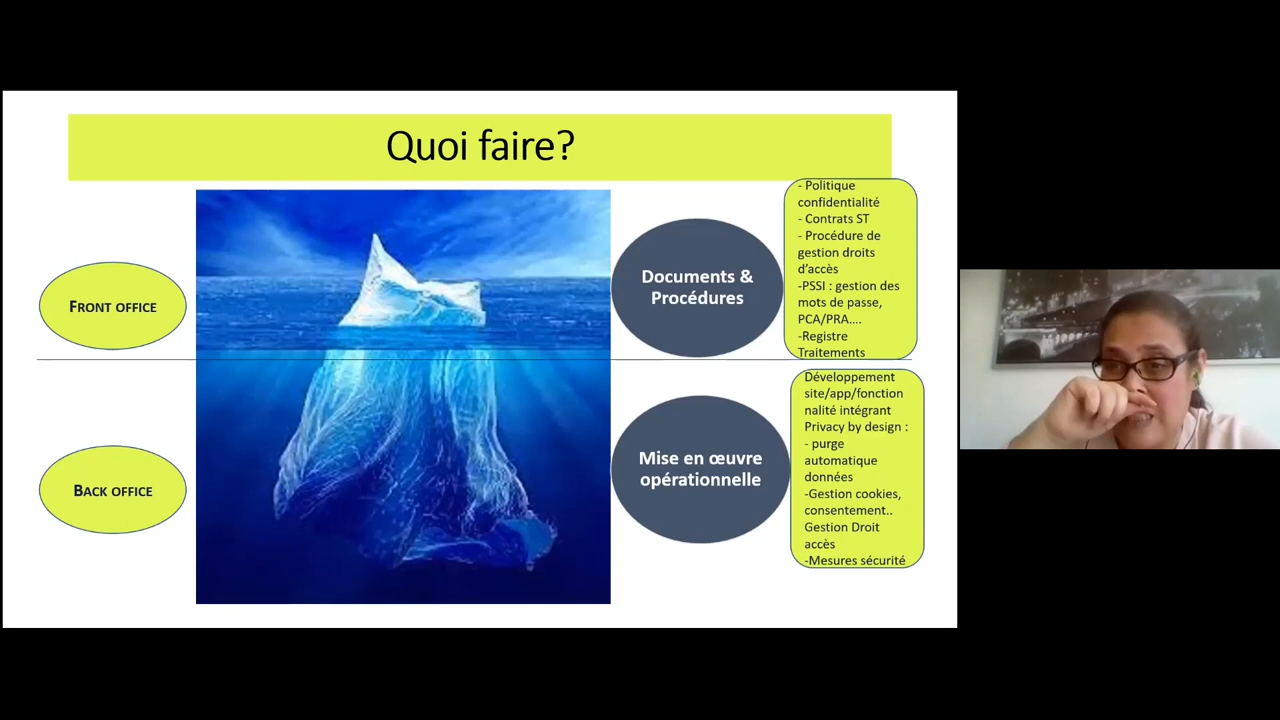 Quoi faire?
FRONT OFFICE
Documents &
Procédures
- Politique
confidentialité
- Contrats ST
- Procédure de
gestion droits
d'accès
-PSSI : gestion des
mots de passe,
PCA/PRA….
-Registre
Traitements
BACK OFFICE
Mise en œuvre
opérationnelle
Développement
site/app/fonction
nalité intégrant
Privacy by design :
- purge
automatique
données
-Gestion cookies,
consentement..
Gestion Droit
accès
-Mesures sécurité